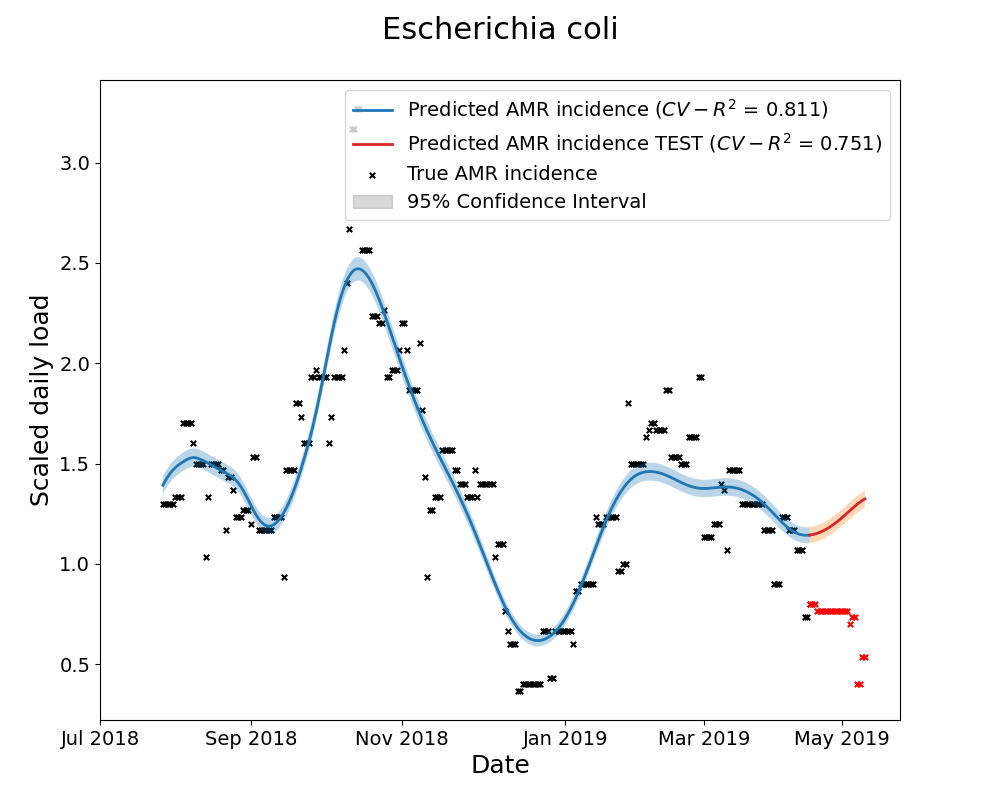 Escherichia coli
Predicted AMR incidence (CV − R² = 0.811)
Predicted AMR incidence TEST (CV − R² = 0.751)
True AMR incidence
95% Confidence Interval
Scaled daily load
3.0
2.5
2.0
1.5
1.0
0.5
Jul 2018 Sep 2018 Nov 2018 Jan 2019 Mar 2019 May 2019
Date